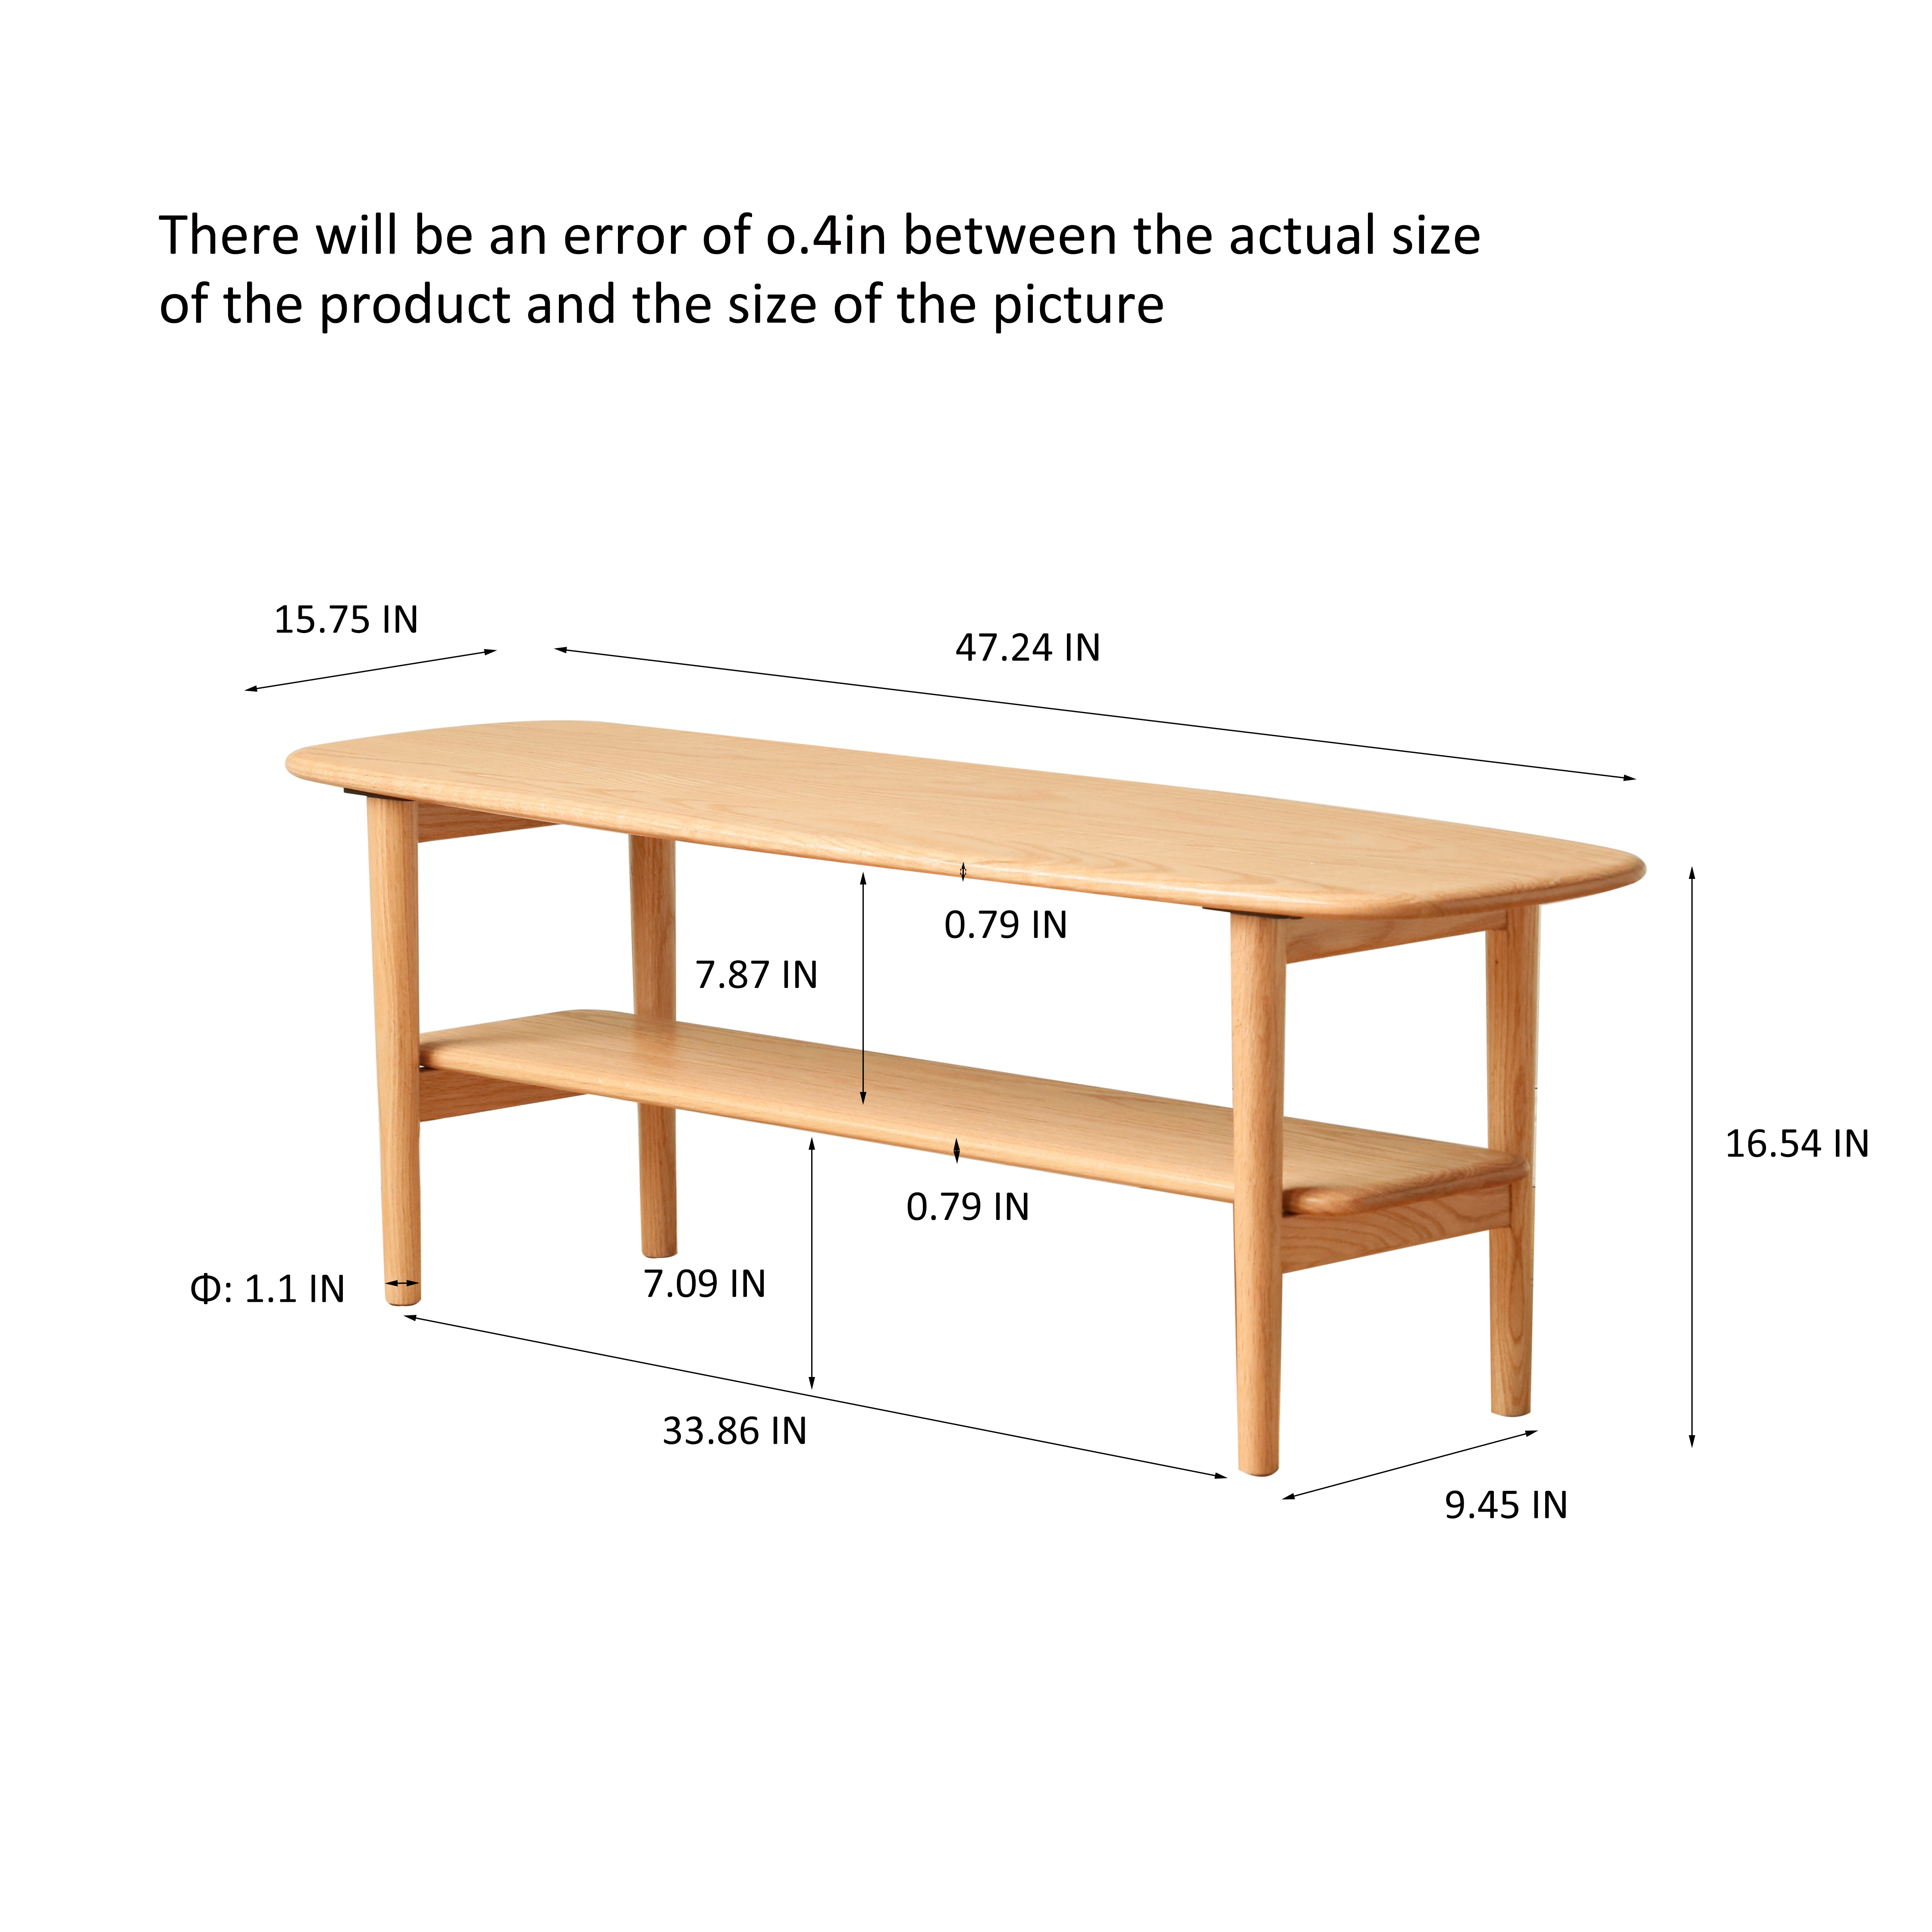 There will be an error of o.4in between the actual size
of the product and the size of the picture
15.75 IN
47.24 IN
0.79 IN
7.87 IN
16.54 IN
0.79 IN
7.09 IN
Φ: 1.1 IN
33.86 IN
9.45 IN